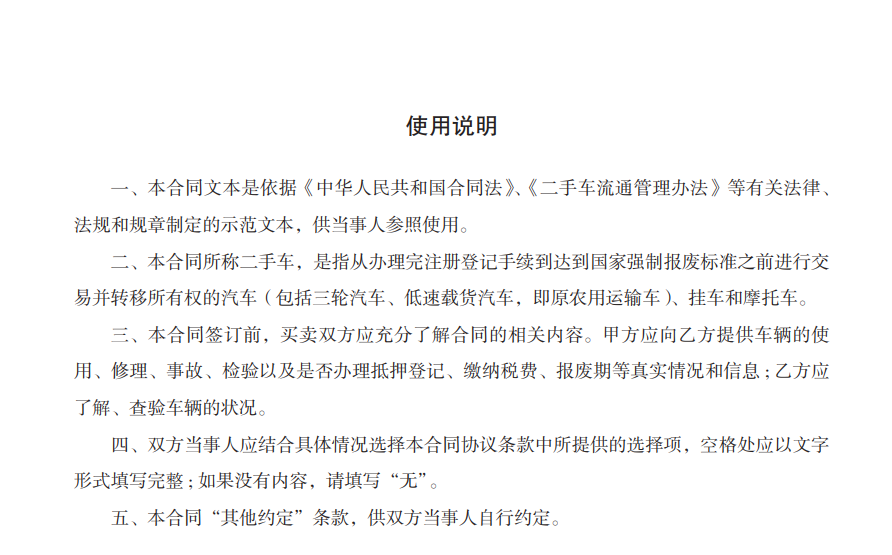 使用说明
一、本合同文本是依据《中华人民共和国合同法》、《二手车流通管理办法》等有关法律、
法规和规章制定的示范文本，供当事人参照使用。
二、本合同所称二手车，是指从办理完注册登记手续到达到国家强制报废标准之前进行交
易并转移所有权的汽车（包括三轮汽车、低速载货汽车，即原农用运输车）、挂车和摩托车。
三、本合同签订前，买卖双方应充分了解合同的相关内容。甲方应向乙方提供车辆的使
用、修理、事故、检验以及是否办理抵押登记、缴纳税费、报废期等真实情况和信息；乙方应
了解、查验车辆的状况。
四、双方当事人应结合具体情况选择本合同协议条款中所提供的选择项，空格处应以文字
形式填写完整；如果没有内容，请填写“无”。
五、本合同“其他约定”条款，供双方当事人自行约定。